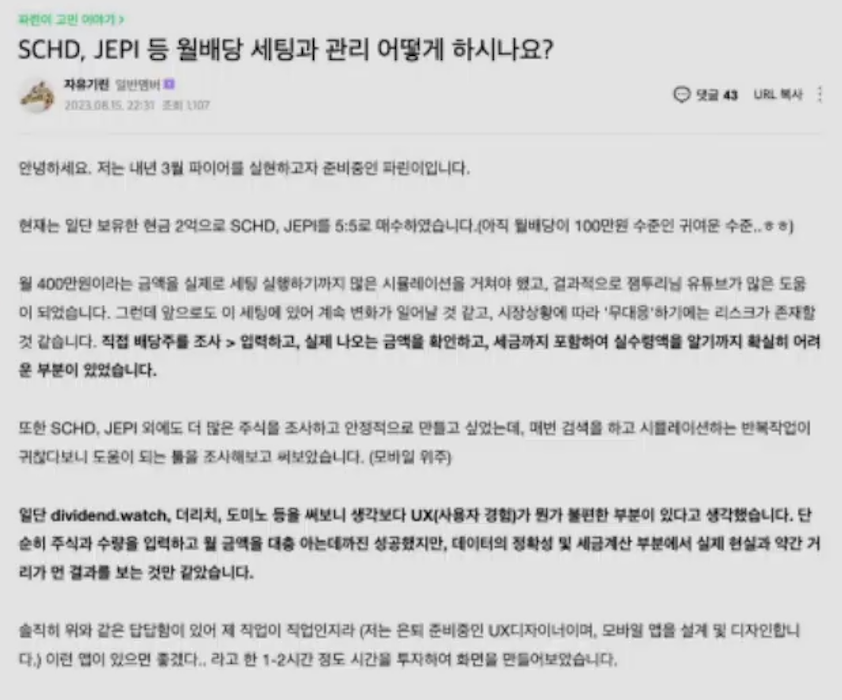 파린이 고민 이야기 >
SCHD, JEPI 등 월배당 세팅과 관리 어떻게 하시나요?
자유기린 일반멤버
2023.08.15. 22:31 조회 1,107
댓글 43 URL 복사
안녕하세요. 저는 내년 3월 파이어를 실현하고자 준비중인 파린이입니다.
현재는 일단 보유한 현금 2억으로 SCHD, JEPI를 5:5로 매수하였습니다.(아직 월배당이 100만원 수준인 귀여운 수준..ㅎㅎ)
월 400만원이라는 금액을 실제로 세팅 실행하기까지 많은 시뮬레이션을 거쳐야 했고, 결과적으로 잼투리님 유튜브가 많은 도움
이 되었습니다. 그런데 앞으로도 이 세팅에 있어 계속 변화가 일어날 것 같고, 시장상황에 따라 '무대응'하기에는 리스크가 존재할
것 같습니다. 직접 배당주를 조사 > 입력하고, 실제 나오는 금액을 확인하고, 세금까지 포함하여 실수령액을 알기까지 확실히 어려
운 부분이 있었습니다.
또한 SCHD, JEPI 외에도 더 많은 주식을 조사하고 안정적으로 만들고 싶었는데, 매번 검색을 하고 시뮬레이션하는 반복작업이
귀찮다보니 도움이 되는 툴을 조사해보고 써보았습니다. (모바일 위주)
일단 dividend.watch, 더리치, 도미노 등을 써보니 생각보다 UX(사용자 경험)가 뭔가 불편한 부분이 있다고 생각했습니다. 단
순히 주식과 수량을 입력하고 월 금액을 대충 아는데까진 성공했지만, 데이터의 정확성 및 세금계산 부분에서 실제 현실과 약간 거
리가 먼 결과를 보는 것만 같았습니다.
솔직히 위와 같은 답답함이 있어 제 직업이 직업인지라 (저는 은퇴 준비중인 UX디자이너이며, 모바일 앱을 설계 및 디자인합니
다.) 이런 앱이 있으면 좋겠다.. 라고 한 1-2시간 정도 시간을 투자하여 화면을 만들어보았습니다.